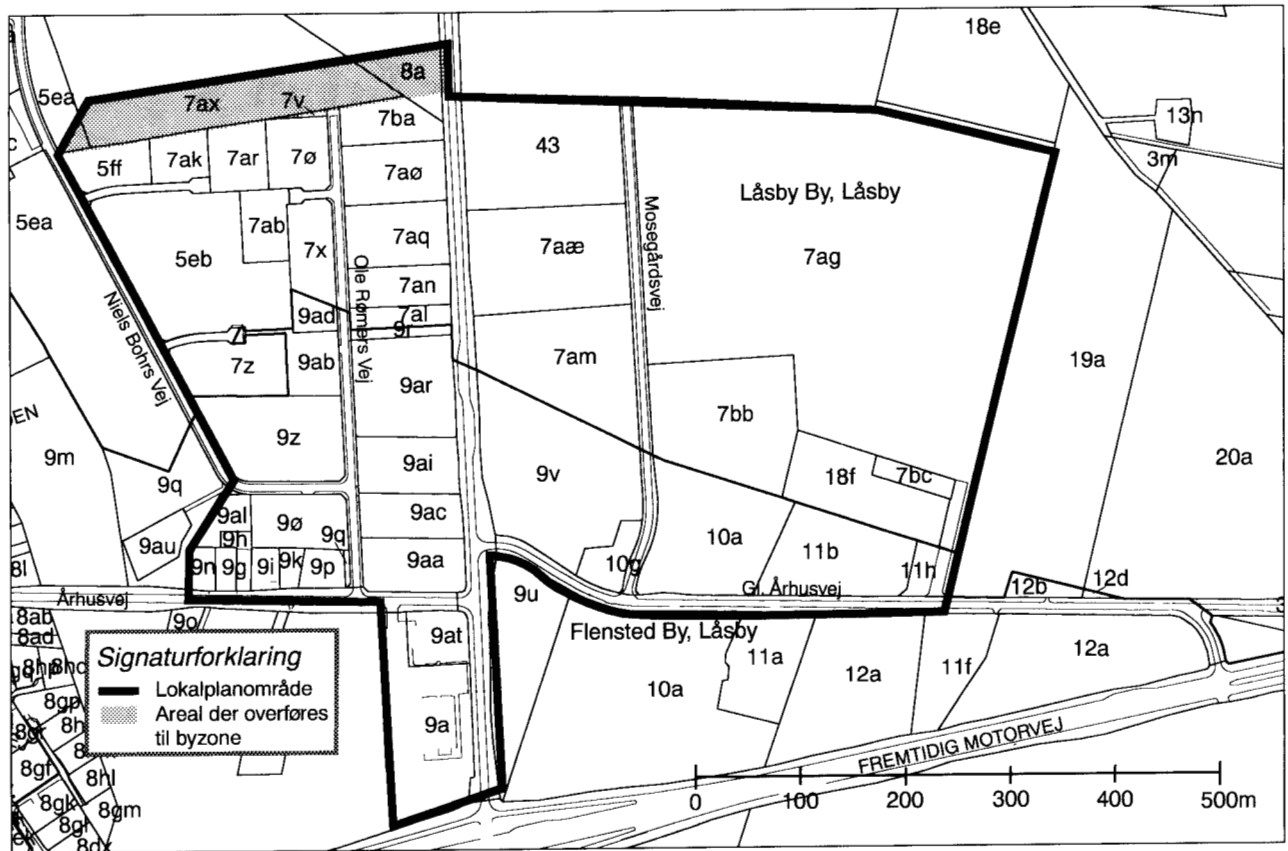 18e
8a
5ea
7ax
7v
13n
7ba
43
3m
5ff
7ak
7ar
7ø
7aø
Låsby By, Låsby
5ea
7ab
7aq
7aæ
7ag
5eb
7x
Mosegårdsvej
Niels Bohrs Vej
Ole Rømers Vej
7an
9ad
7al
9r
7z
9ab
7am
19a
9ar
7bb
9z
9m
9ai
9v
20a
9q
18f
7bc
9al
9ø
9ac
9h
9q
9au
10a
11b
9n
9g
9i
9k
9p
9aa
10g
11h
8l
Århusvej
9u
Gl. Århusvej
12b
12d
8ab
9o
8ad
9at
Flensted By, Låsby
11a
12a
11f
12a
10a
9a
Signaturforklaring
Lokalplanområde
Areal der overføres
til byzone
8gp
8gf
8hl
8gk
8gm
FREMTIDIG MOTORVEJ
0 100 200 300 400 500m